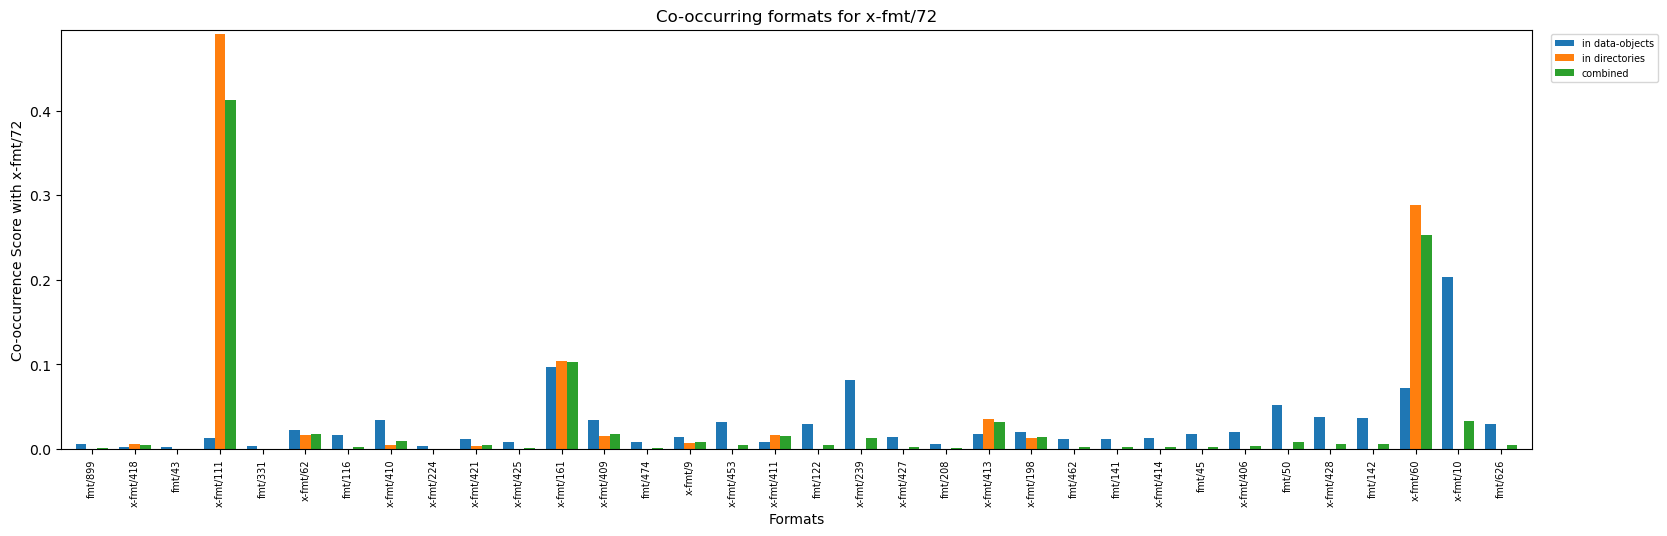 Co-occurring formats for x-fmt/72
in data-objects
in directories
combined
Co-occurrence Score with x-fmt/72
0.4
0.3
0.2
0.1
0.0
fmt/899
x-fmt/418
fmt/43
x-fmt/111
fmt/331
x-fmt/62
fmt/116
x-fmt/410
x-fmt/224
x-fmt/421
x-fmt/425
x-fmt/161
x-fmt/409
fmt/474
x-fmt/9
x-fmt/453
x-fmt/411
fmt/122
x-fmt/239
x-fmt/427
fmt/208
x-fmt/413
x-fmt/198
fmt/462
fmt/141
x-fmt/414
fmt/45
x-fmt/406
fmt/50
x-fmt/428
fmt/142
x-fmt/60
x-fmt/10
fmt/626
Formats